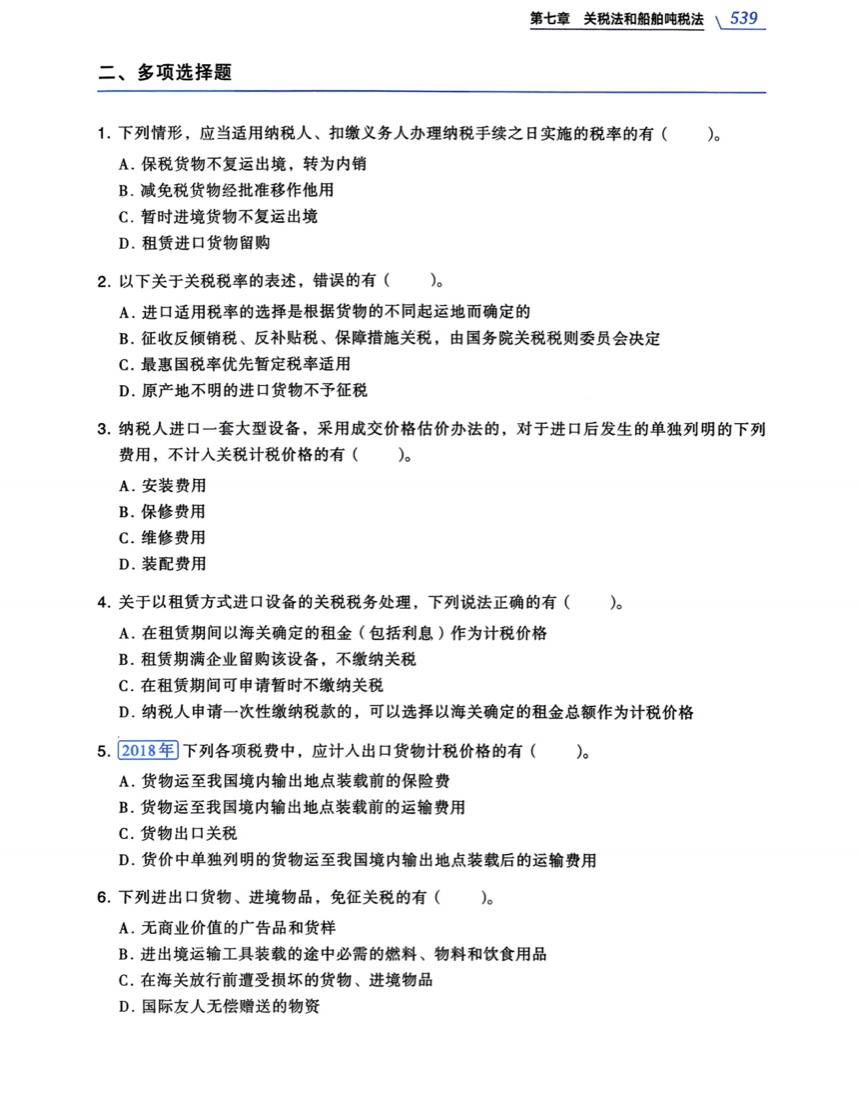 第七章 关税法和船舶吨税法 539
二、多项选择题
1. 下列情形，应当适用纳税人、扣缴义务人办理纳税手续之日实施的税率的有（ ）。
A. 保税货物不复运出境，转为内销
B. 减免税货物经批准移作他用
C. 暂时进境货物不复运出境
D. 租赁进口货物留购
2. 以下关于关税税率的表述，错误的有（ ）。
A. 进口适用税率的选择是根据货物的不同起运地而确定的
B. 征收反倾销税、反补贴税、保障措施关税，由国务院关税税则委员会决定
C. 最惠国税率优先暂定税率适用
D. 原产地不明的进口货物不予征税
3. 纳税人进口一套大型设备，采用成交价格估价办法的，对于进口后发生的单独列明的下列
费用，不计入关税计税价格的有（ ）。
A. 安装费用
B. 保修费用
C. 维修费用
D. 装配费用
4. 关于以租赁方式进口设备的关税税务处理，下列说法正确的有（ ）。
A. 在租赁期间以海关确定的租金（包括利息）作为计税价格
B. 租赁期满企业留购该设备，不缴纳关税
C. 在租赁期间可申请暂时不缴纳关税
D. 纳税人申请一次性缴纳税款的，可以选择以海关确定的租金总额作为计税价格
5. 2018年 下列各项税费中，应计入出口货物计税价格的有（ ）。
A. 货物运至我国境内输出地点装载前的保险费
B. 货物运至我国境内输出地点装载前的运输费用
C. 货物出口关税
D. 货价中单独列明的货物运至我国境内输出地点装载后的运输费用
6. 下列进出口货物、进境物品，免征关税的有（ ）。
A. 无商业价值的广告品和货样
B. 进出境运输工具装载的途中必需的燃料、物料和饮食用品
C. 在海关放行前遭受损坏的货物、进境物品
D. 国际友人无偿赠送的物资